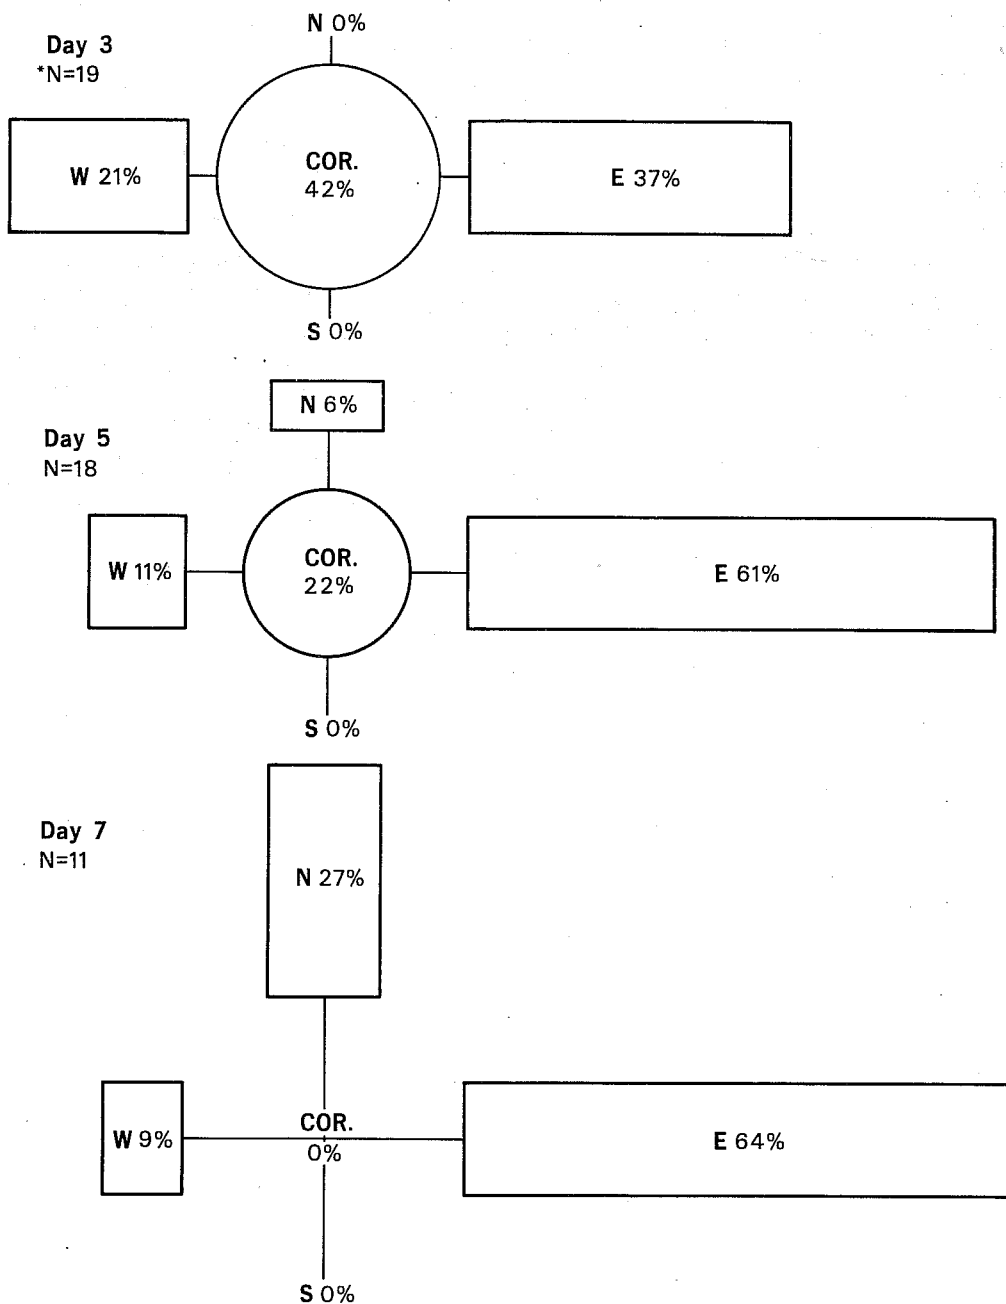 N 0%
Day 3
*N=19
W 21%
COR.
42%
E 37%
S 0%
N 6%
Day 5
N=18
W 11%
COR.
22%
E 61%
S 0%
Day 7
N=11
N 27%
W 9%
COR.
0%
E 64%
S 0%